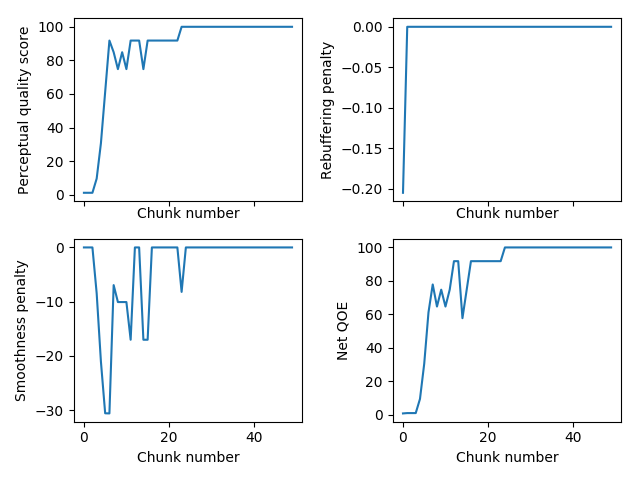 100
80
60
40
20
0
Perceptual quality score
Chunk number
0.00
−0.05
−0.10
−0.15
−0.20
Rebuffering penalty
Chunk number
0
−10
−20
−30
Smoothness penalty
0 20 40
Chunk number
100
80
60
40
20
0
Net QOE
0 20 40
Chunk number